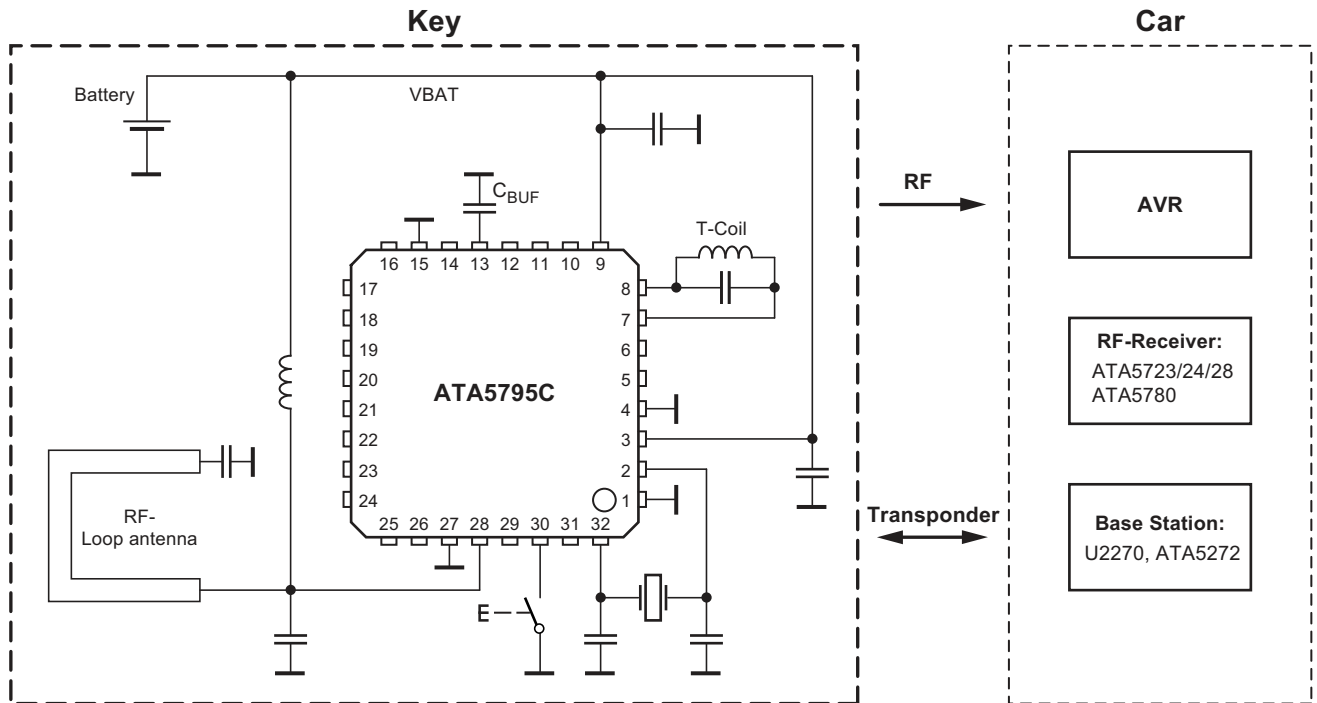 Key
Car
Battery
VBAT
CBUF
RF
T-Coil
AVR
16 15 14 13 12 11 10 9
17
18
19
20
21
22
23
24
8
7
6
5
4
3
2
1
ATA5795C
25 26 27 28 29 30 31 32
RF-
Loop antenna
E
RF-Receiver:
ATA5723/24/28
ATA5780
Transponder
Base Station:
U2270, ATA5272